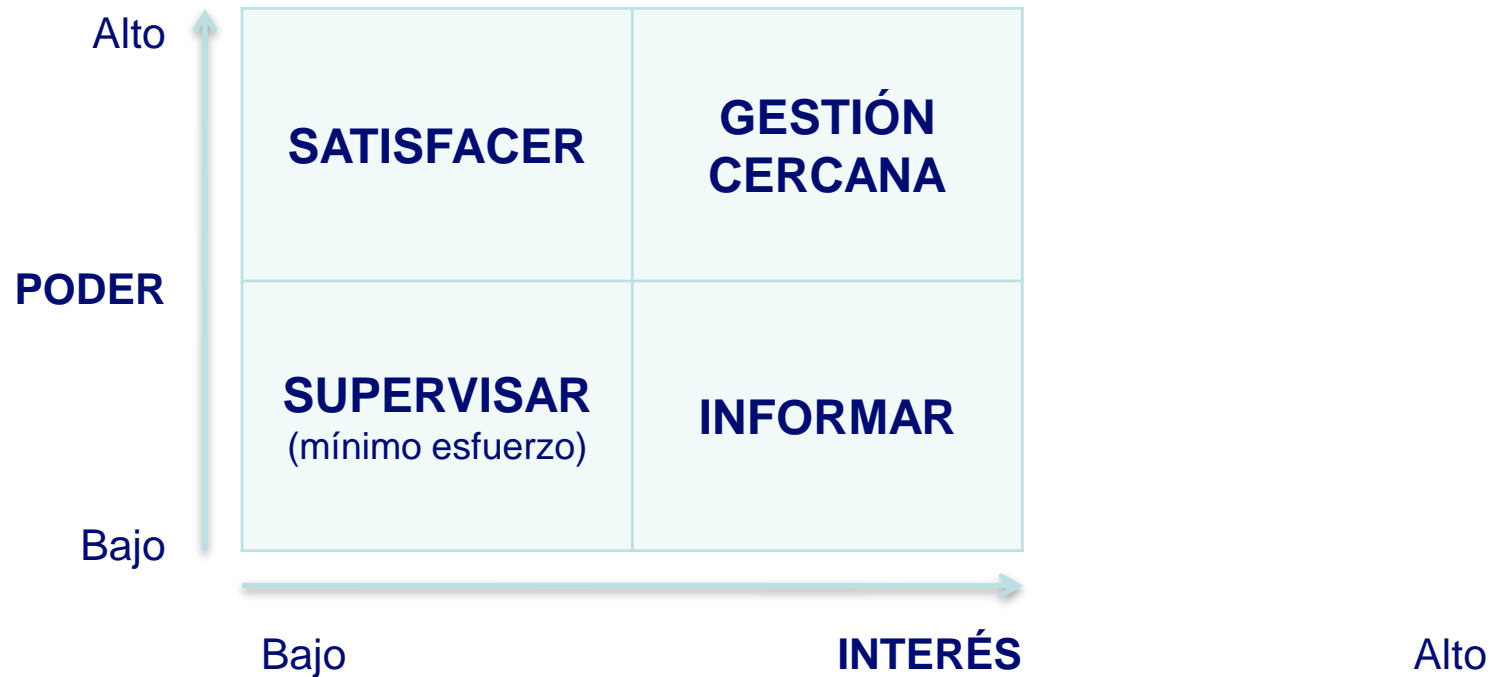 Alto
SATISFACER
GESTIÓN
CERCANA
PODER
SUPERVISAR
(mínimo esfuerzo)
INFORMAR
Bajo
Bajo INTERÉS Alto